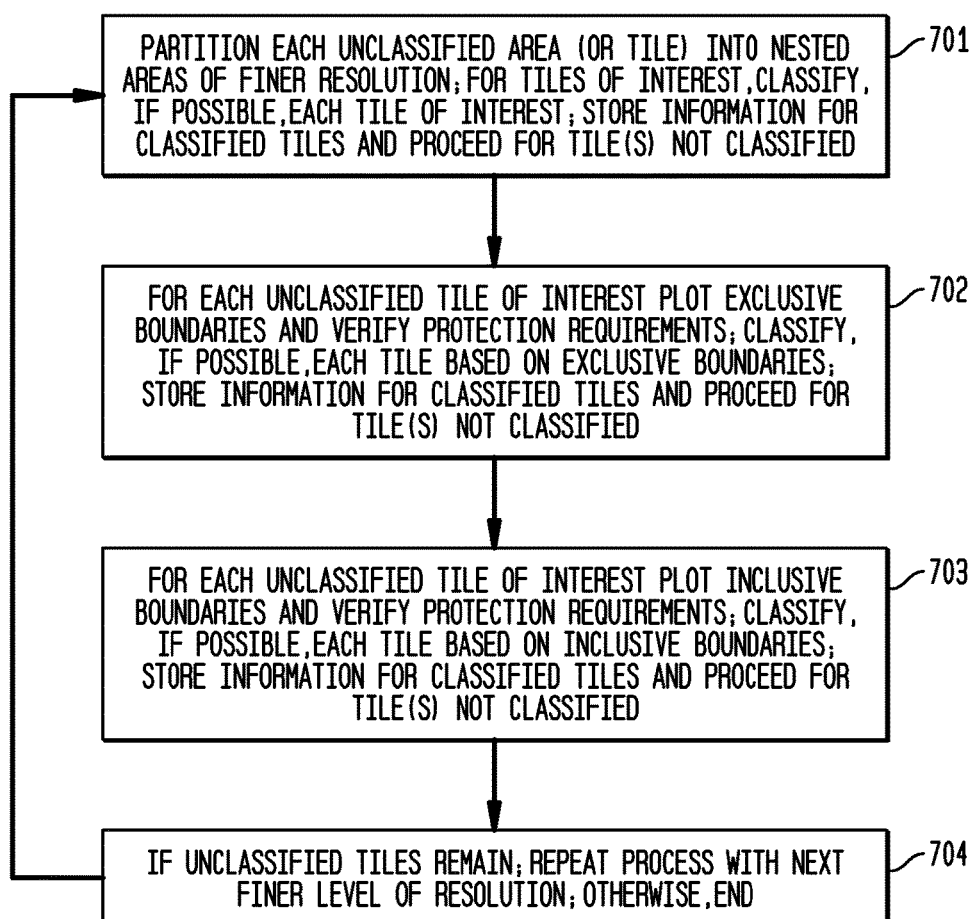 PARTITION EACH UNCLASSIFIED AREA (OR TILE) INTO NESTED
AREAS OF FINER RESOLUTION; FOR TILES OF INTEREST, CLASSIFY,
IF POSSIBLE, EACH TILE OF INTEREST; STORE INFORMATION FOR
CLASSIFIED TILES AND PROCEED FOR TILE(S) NOT CLASSIFIED
701
FOR EACH UNCLASSIFIED TILE OF INTEREST PLOT EXCLUSIVE
BOUNDARIES AND VERIFY PROTECTION REQUIREMENTS; CLASSIFY,
IF POSSIBLE, EACH TILE BASED ON EXCLUSIVE BOUNDARIES;
STORE INFORMATION FOR CLASSIFIED TILES AND PROCEED FOR
TILE(S) NOT CLASSIFIED
702
FOR EACH UNCLASSIFIED TILE OF INTEREST PLOT INCLUSIVE
BOUNDARIES AND VERIFY PROTECTION REQUIREMENTS; CLASSIFY,
IF POSSIBLE, EACH TILE BASED ON INCLUSIVE BOUNDARIES;
STORE INFORMATION FOR CLASSIFIED TILES AND PROCEED FOR
TILE(S) NOT CLASSIFIED
703
IF UNCLASSIFIED TILES REMAIN; REPEAT PROCESS WITH NEXT
FINER LEVEL OF RESOLUTION; OTHERWISE, END
704